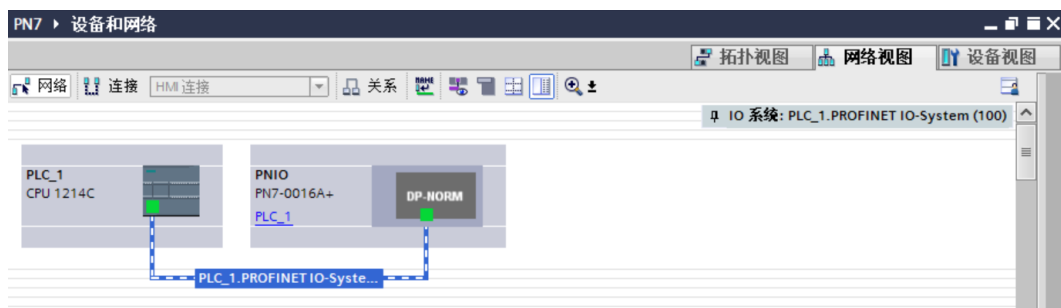 PN7 ▸ 设备和网络
拓扑视图 网络视图 设备视图
网络 连接 HMI 连接 关系
IO 系统: PLC_1.PROFINET IO-System (100)
PLC_1
CPU 1214C
PNIO
PN7-0016A+
PLC_1
DP-NORM
PLC_1.PROFINET IO-Syste...